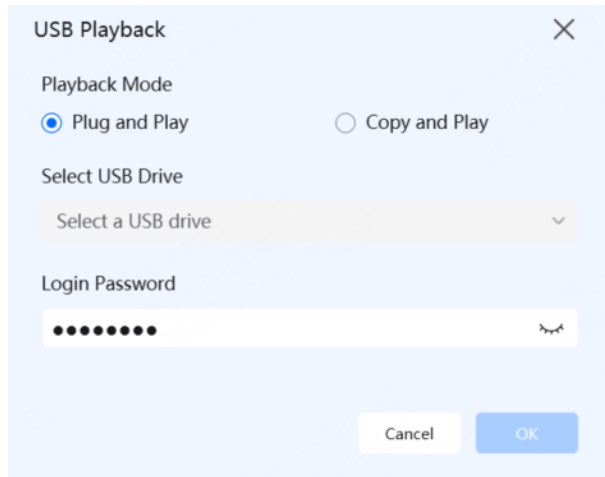 USB Playback
Playback Mode
Plug and Play
Copy and Play
Select USB Drive
Select a USB drive
Login Password
●●●●●●●●
Cancel
OK